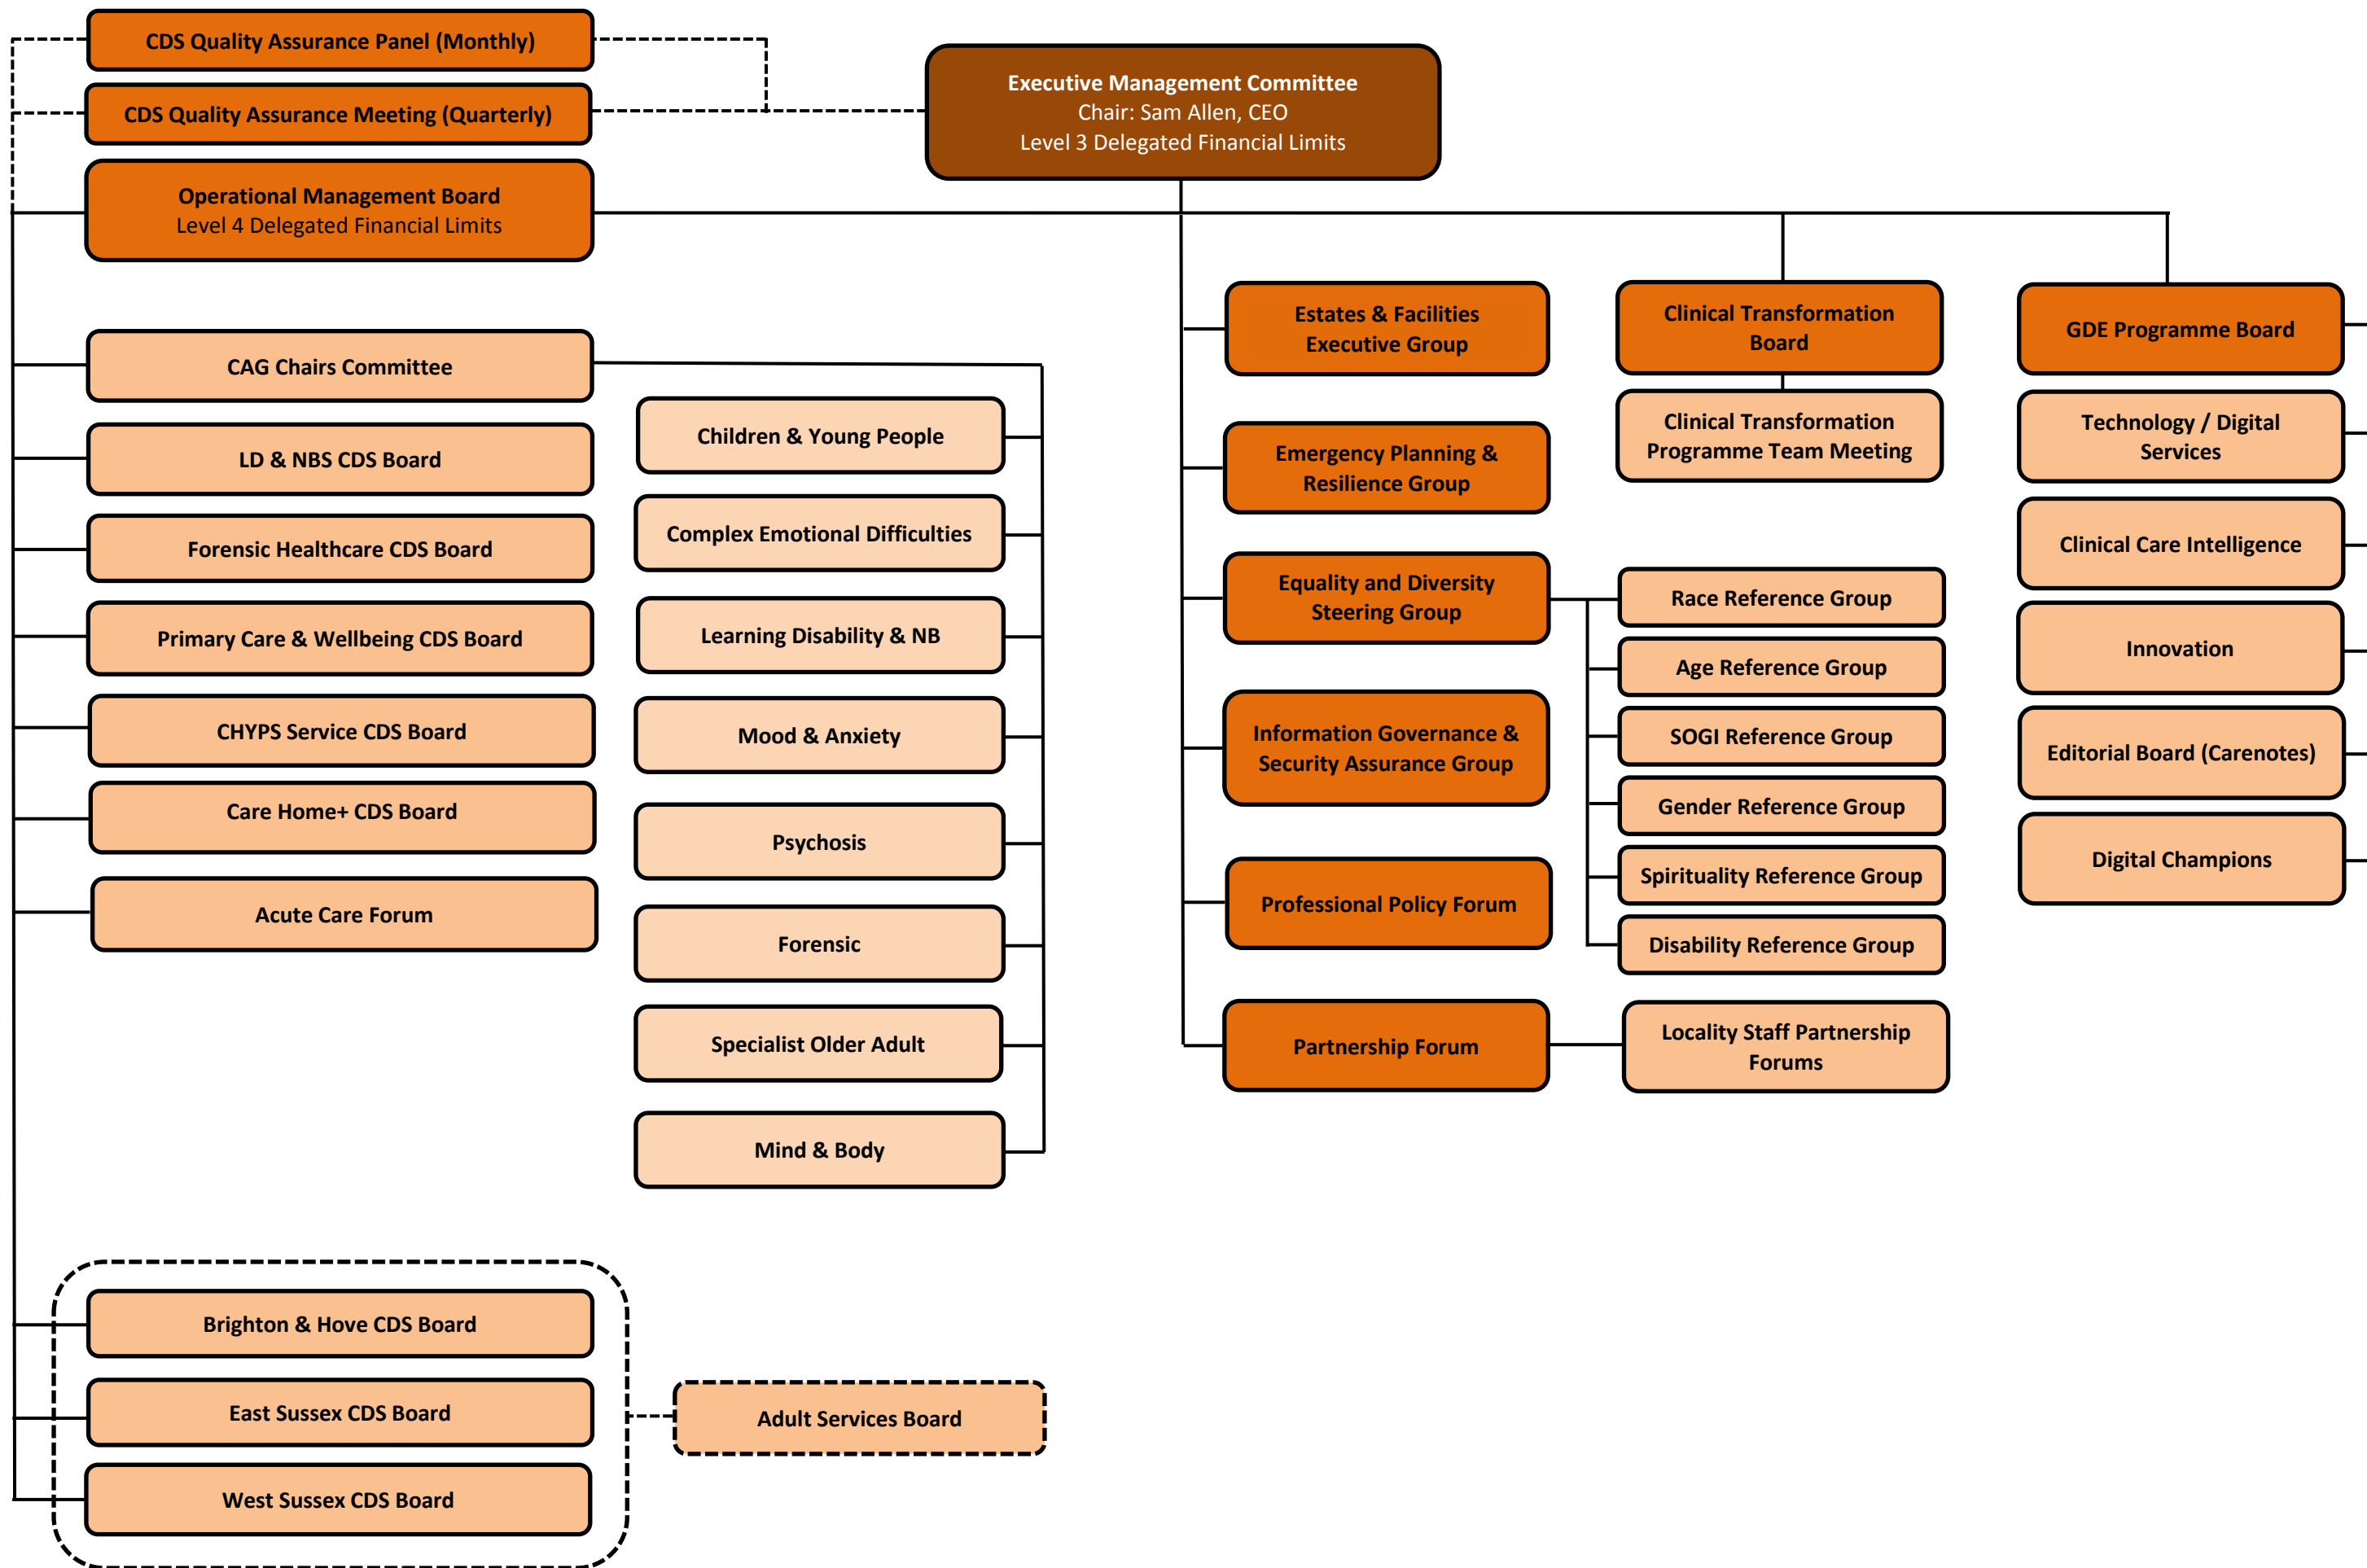 CDS Quality Assurance Panel (Monthly)
CDS Quality Assurance Meeting (Quarterly)
Executive Management Committee
Chair: Sam Allen, CEO
Level 3 Delegated Financial Limits
Operational Management Board
Level 4 Delegated Financial Limits
CAG Chairs Committee
LD & NBS CDS Board
Forensic Healthcare CDS Board
Primary Care & Wellbeing CDS Board
CHYPS Service CDS Board
Care Home+ CDS Board
Acute Care Forum
Children & Young People
Complex Emotional Difficulties
Learning Disability & NB
Mood & Anxiety
Psychosis
Forensic
Specialist Older Adult
Mind & Body
Estates & Facilities
Executive Group
Emergency Planning &
Resilience Group
Equality and Diversity
Steering Group
Information Governance &
Security Assurance Group
Professional Policy Forum
Partnership Forum
Clinical Transformation
Board
Clinical Transformation
Programme Team Meeting
Race Reference Group
Age Reference Group
SOGI Reference Group
Gender Reference Group
Spirituality Reference Group
Disability Reference Group
Locality Staff Partnership
Forums
GDE Programme Board
Technology / Digital
Services
Clinical Care Intelligence
Innovation
Editorial Board (Carenotes)
Digital Champions
Brighton & Hove CDS Board
East Sussex CDS Board
West Sussex CDS Board
Adult Services Board